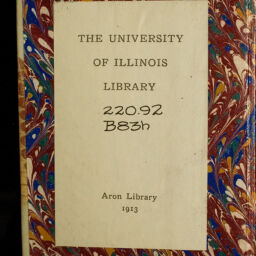 THE UNIVERSITY
OF ILLINOIS
LIBRARY
220.92
B83h
Aron Library
1913